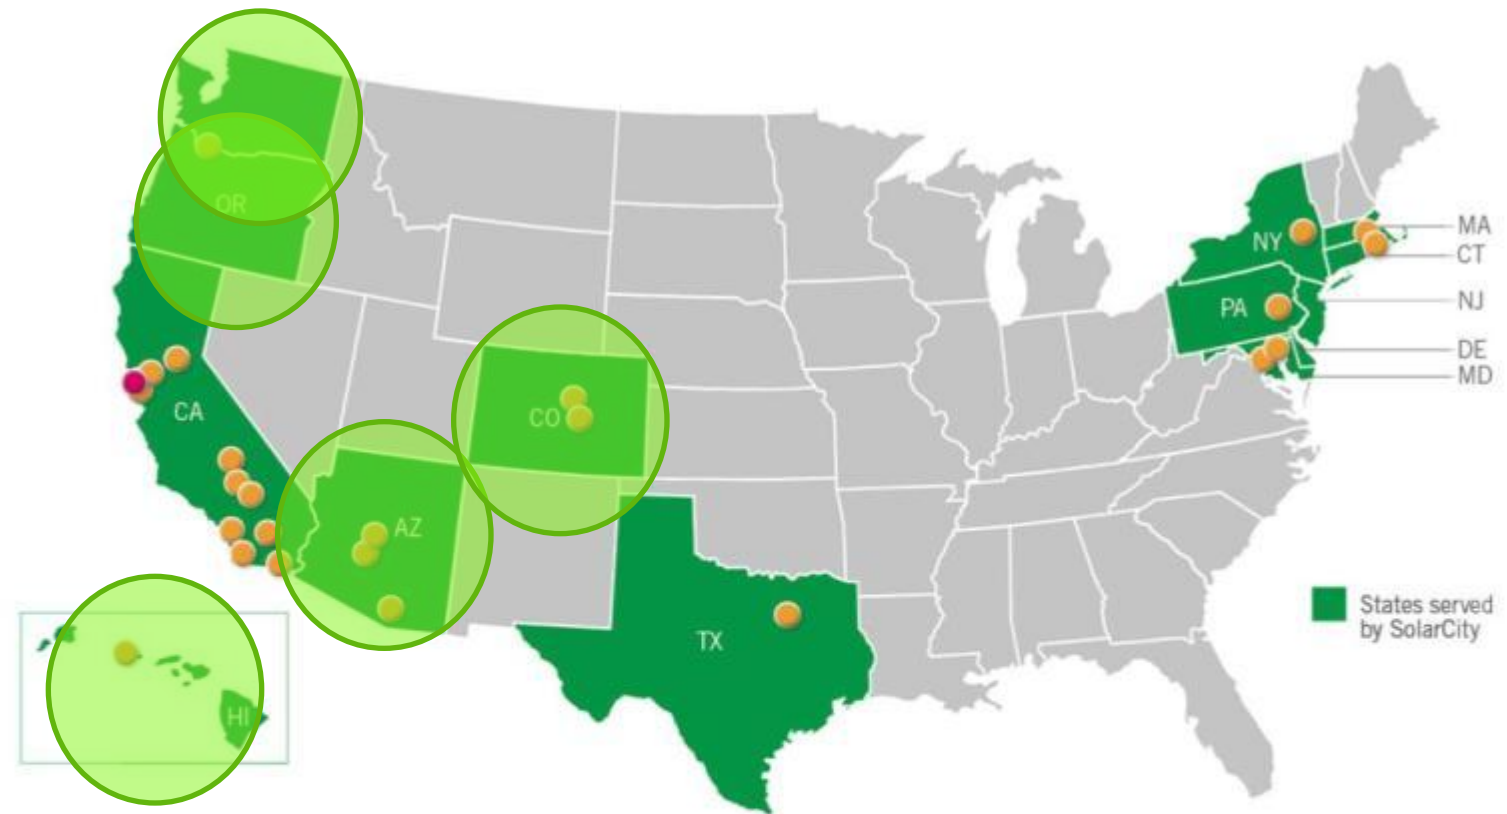 OR
CA
AZ
CO
HI
TX
NY
PA
MA
CT
NJ
DE
MD
States served
by SolarCity